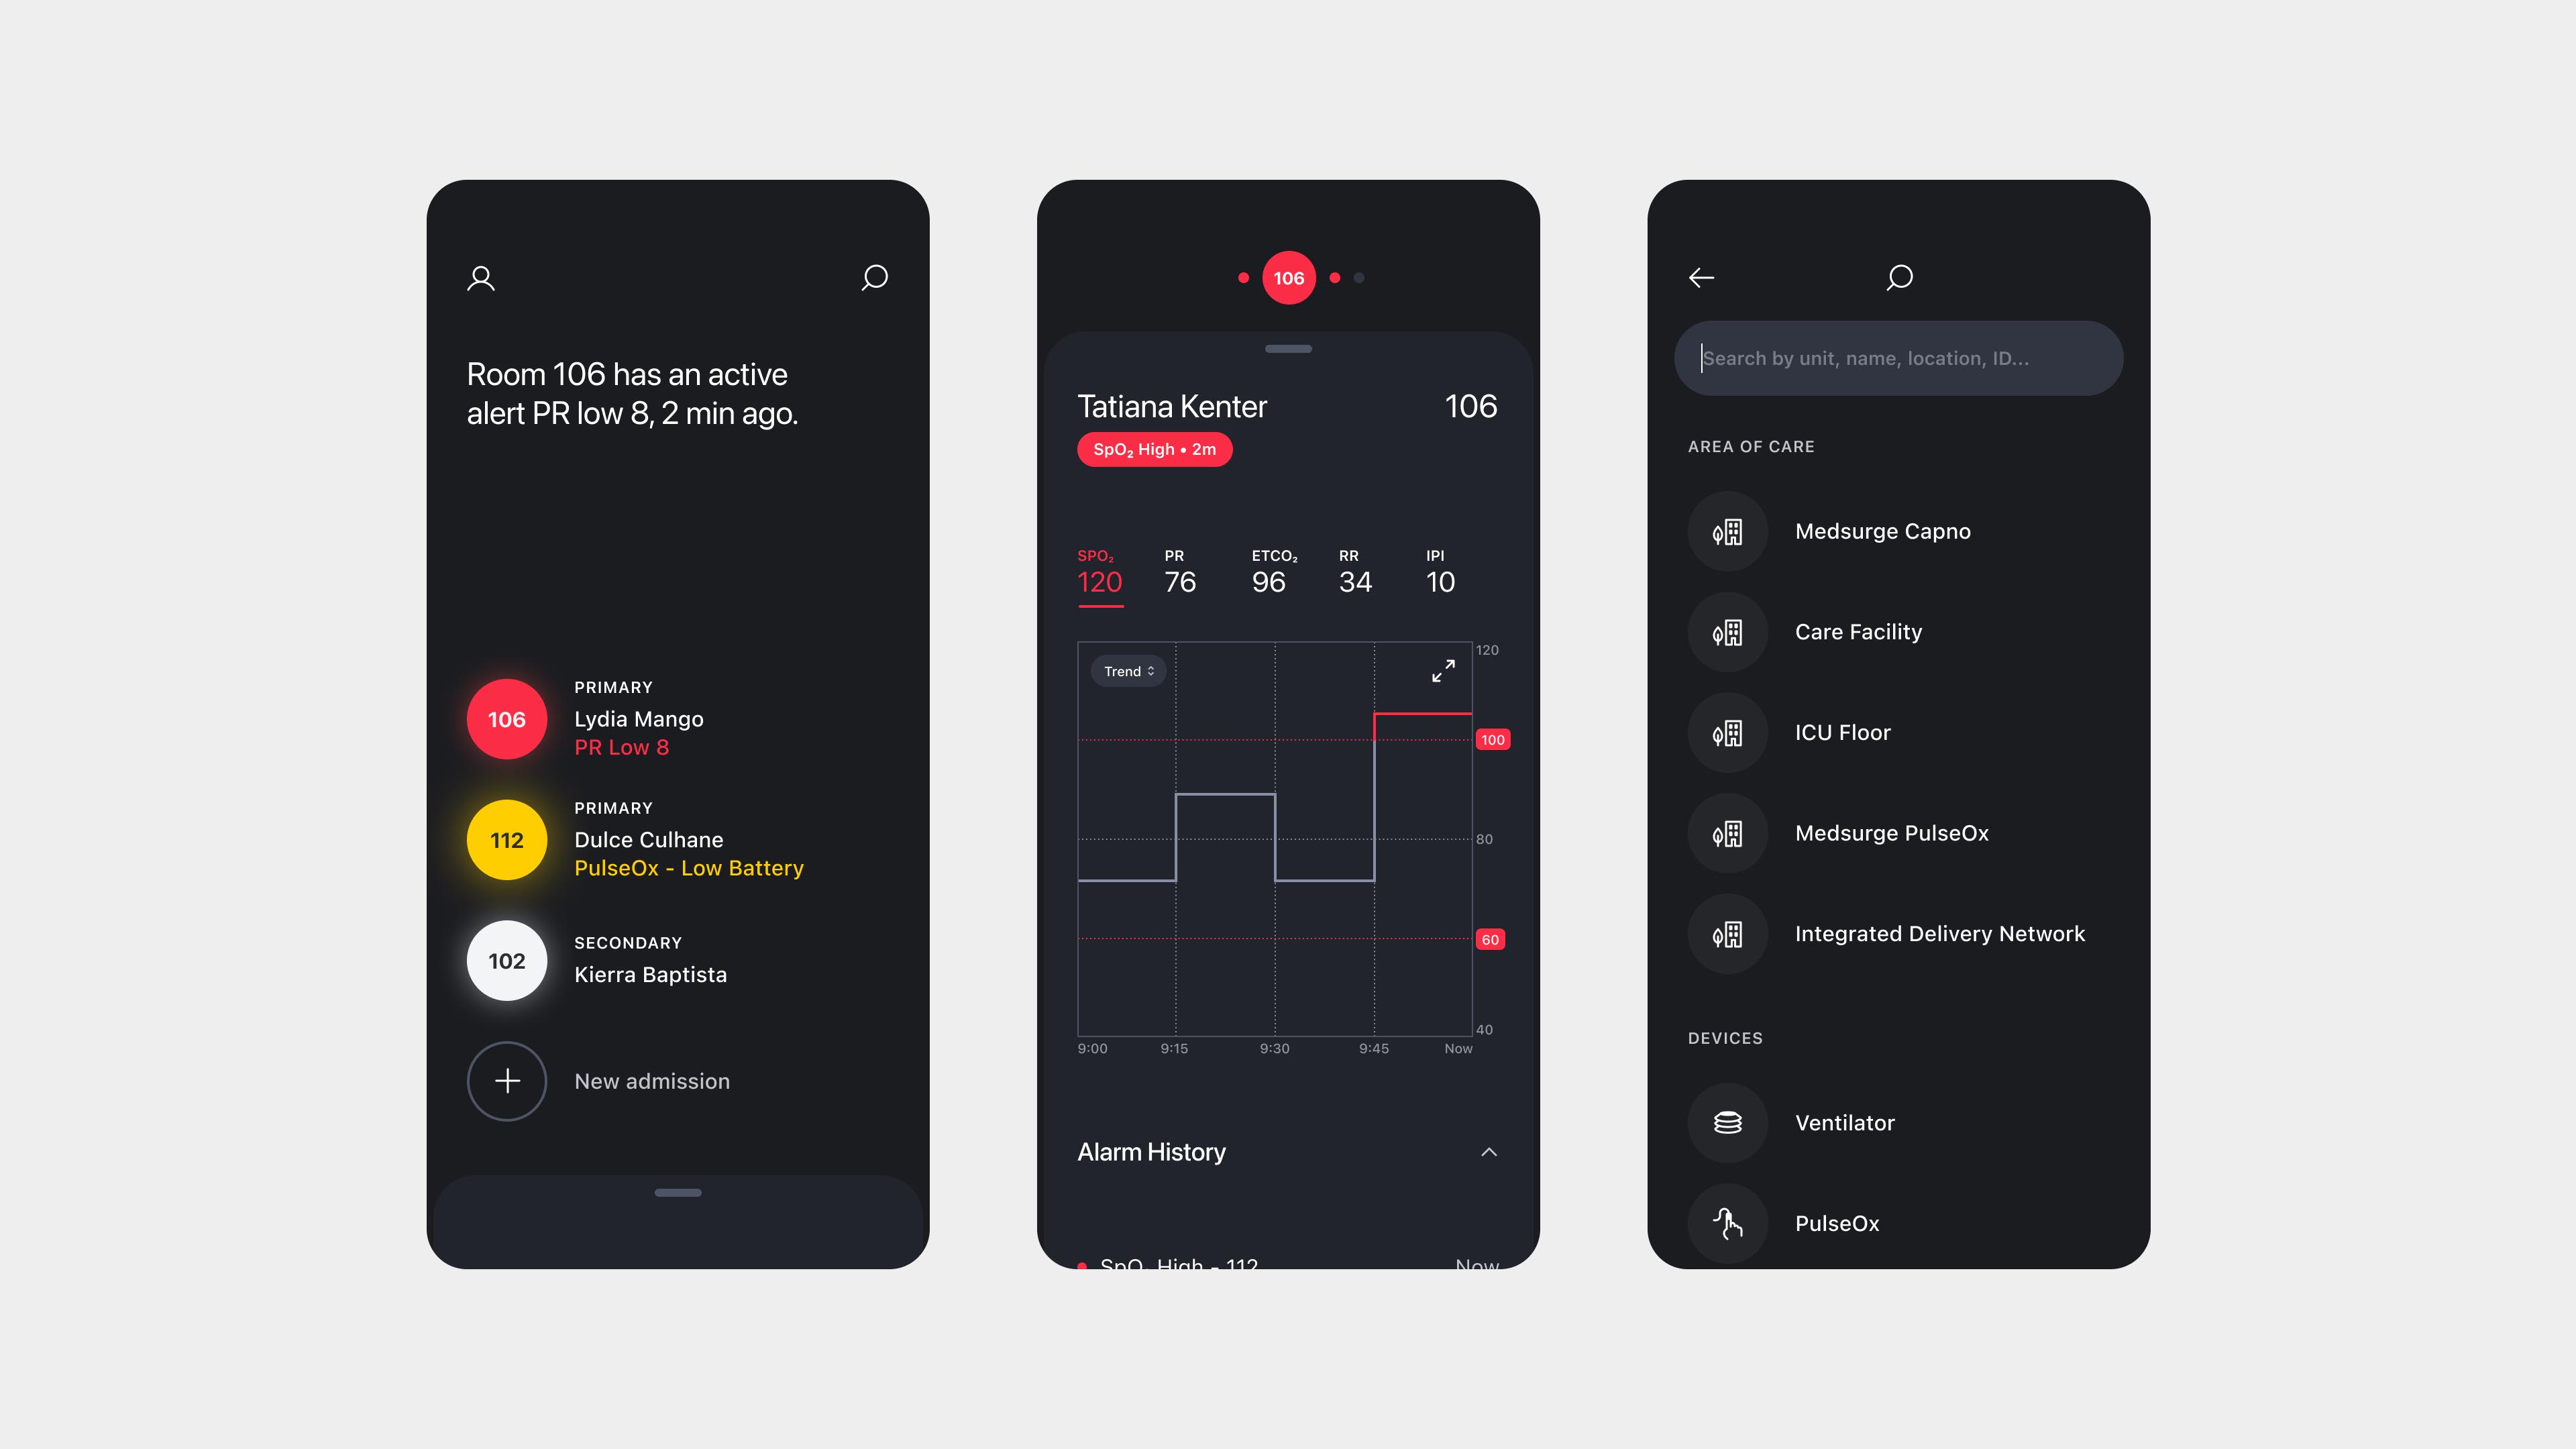 Room 106 has an active
alert PR low 8, 2 min ago.
106
PRIMARY
Lydia Mango
PR Low 8
112
PRIMARY
Dulce Culhane
PulseOx - Low Battery
102
SECONDARY
Kierra Baptista
New admission
106
Tatiana Kenter
106
SpO₂ High • 2m
SPO₂ PR ETCO₂ RR IPI
120 76 96 34 10
Trend
120
100
80
60
40
9:00 9:15 9:30 9:45 Now
Alarm History
SpO₂ High - 112 Now
Search by unit, name, location, ID...
AREA OF CARE
Medsurge Capno
Care Facility
ICU Floor
Medsurge PulseOx
Integrated Delivery Network
DEVICES
Ventilator
PulseOx